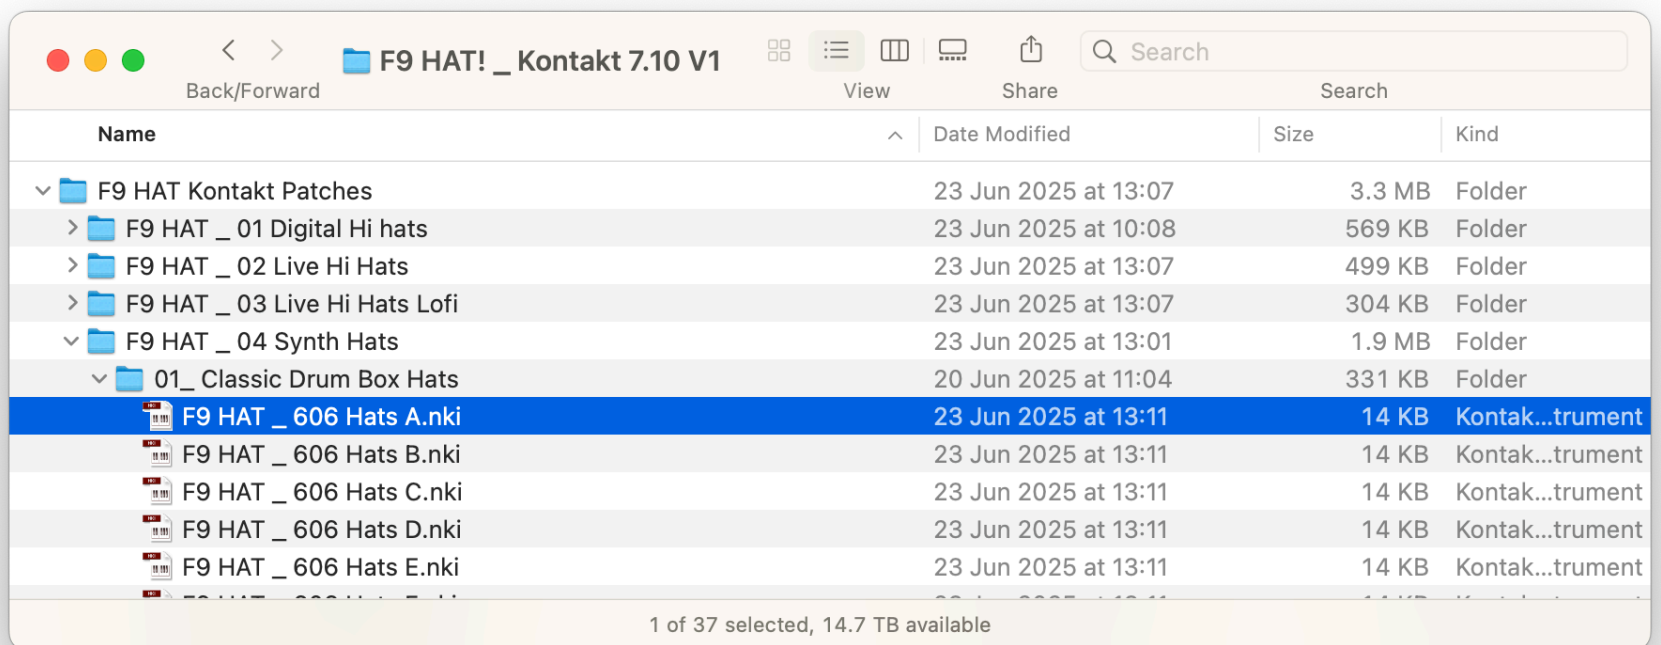 F9 HAT! _ Kontakt 7.10 V1
Search
Back/Forward View Share Search
Name Date Modified Size Kind
F9 HAT Kontakt Patches 23 Jun 2025 at 13:07 3.3 MB Folder
F9 HAT _ 01 Digital Hi hats 23 Jun 2025 at 10:08 569 KB Folder
F9 HAT _ 02 Live Hi Hats 23 Jun 2025 at 13:07 499 KB Folder
F9 HAT _ 03 Live Hi Hats Lofi 23 Jun 2025 at 13:07 304 KB Folder
F9 HAT _ 04 Synth Hats 23 Jun 2025 at 13:01 1.9 MB Folder
01_ Classic Drum Box Hats 20 Jun 2025 at 11:04 331 KB Folder
F9 HAT _ 606 Hats A.nki 23 Jun 2025 at 13:11 14 KB Kontak...trument
F9 HAT _ 606 Hats B.nki 23 Jun 2025 at 13:11 14 KB Kontak...trument
F9 HAT _ 606 Hats C.nki 23 Jun 2025 at 13:11 14 KB Kontak...trument
F9 HAT _ 606 Hats D.nki 23 Jun 2025 at 13:11 14 KB Kontak...trument
F9 HAT _ 606 Hats E.nki 23 Jun 2025 at 13:11 14 KB Kontak...trument
1 of 37 selected, 14.7 TB available